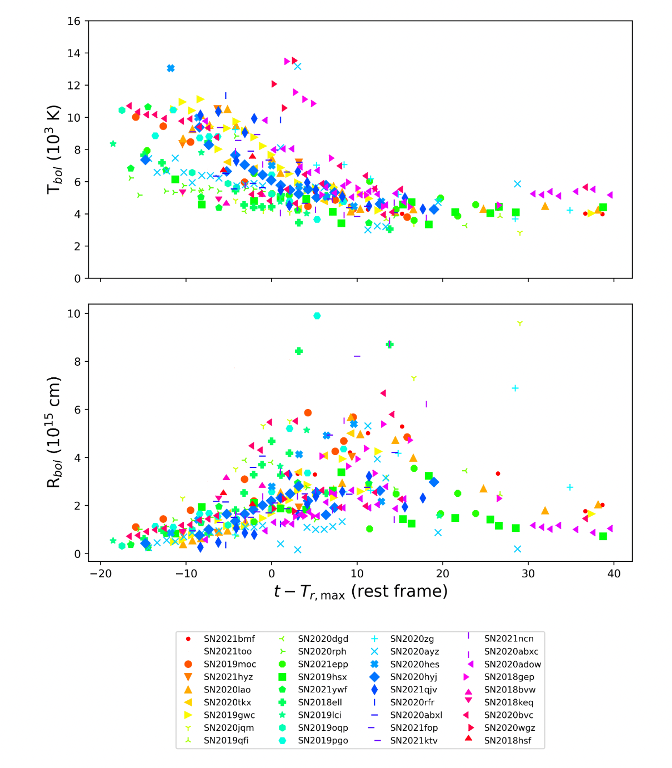 16
14
12
10
8
6
4
2
0
T_bol (10^3 K)
10
8
6
4
2
0
R_bol (10^15 cm)
−20 −10 0 10 20 30 40
t − T_r,max (rest frame)
SN2021bmf SN2020dgd SN2020zg SN2021ncn
SN2021too SN2020rph SN2020ayz SN2020abxc
SN2019moc SN2021epp SN2020hes SN2020adow
SN2021hyz SN2019hsx SN2020hyj SN2018gep
SN2020lao SN2021ywf SN2021qjv SN2018bvw
SN2020tkx SN2018ell SN2020rfr SN2018keq
SN2019gwc SN2019lci SN2020abxl SN2020bvc
SN2020jqm SN2019oqp SN2021fop SN2020wgz
SN2019qfi SN2019pgo SN2021ktv SN2018hsf